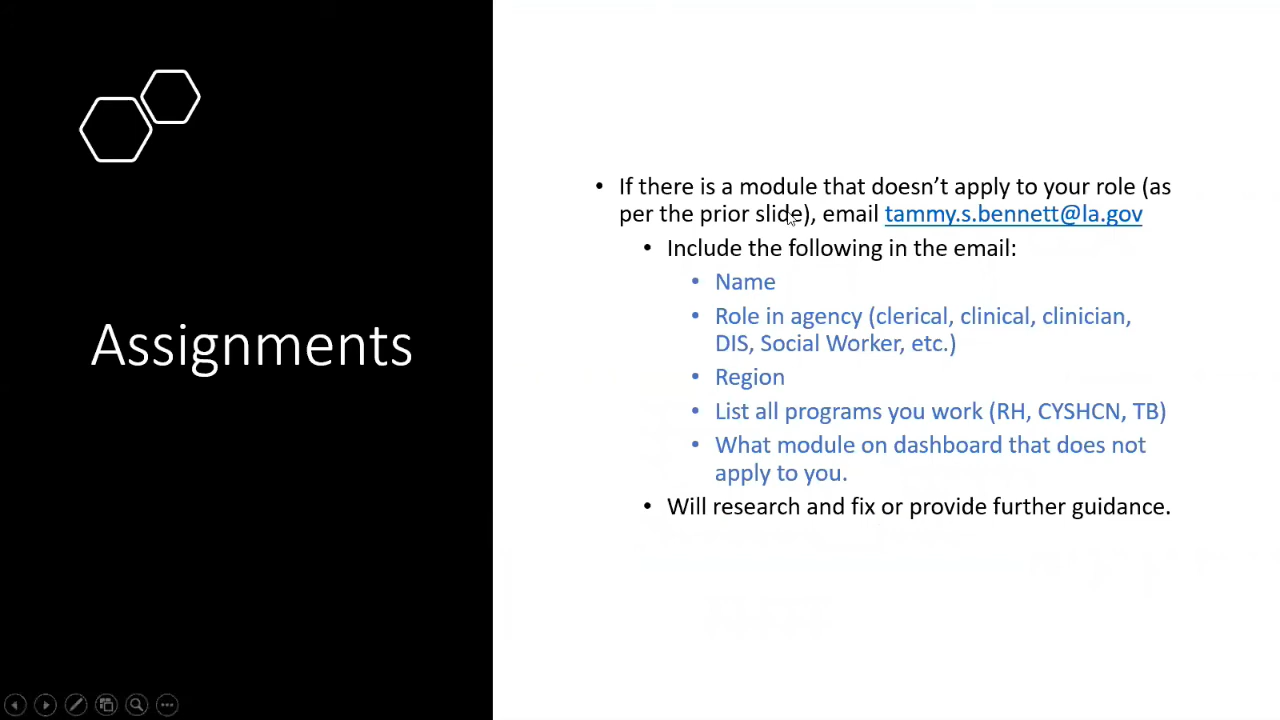 Assignments
• If there is a module that doesn’t apply to your role (as
per the prior slide), email tammy.s.bennett@la.gov
• Include the following in the email:
• Name
• Role in agency (clerical, clinical, clinician,
DIS, Social Worker, etc.)
• Region
• List all programs you work (RH, CYSHCN, TB)
• What module on dashboard that does not
apply to you.
• Will research and fix or provide further guidance.